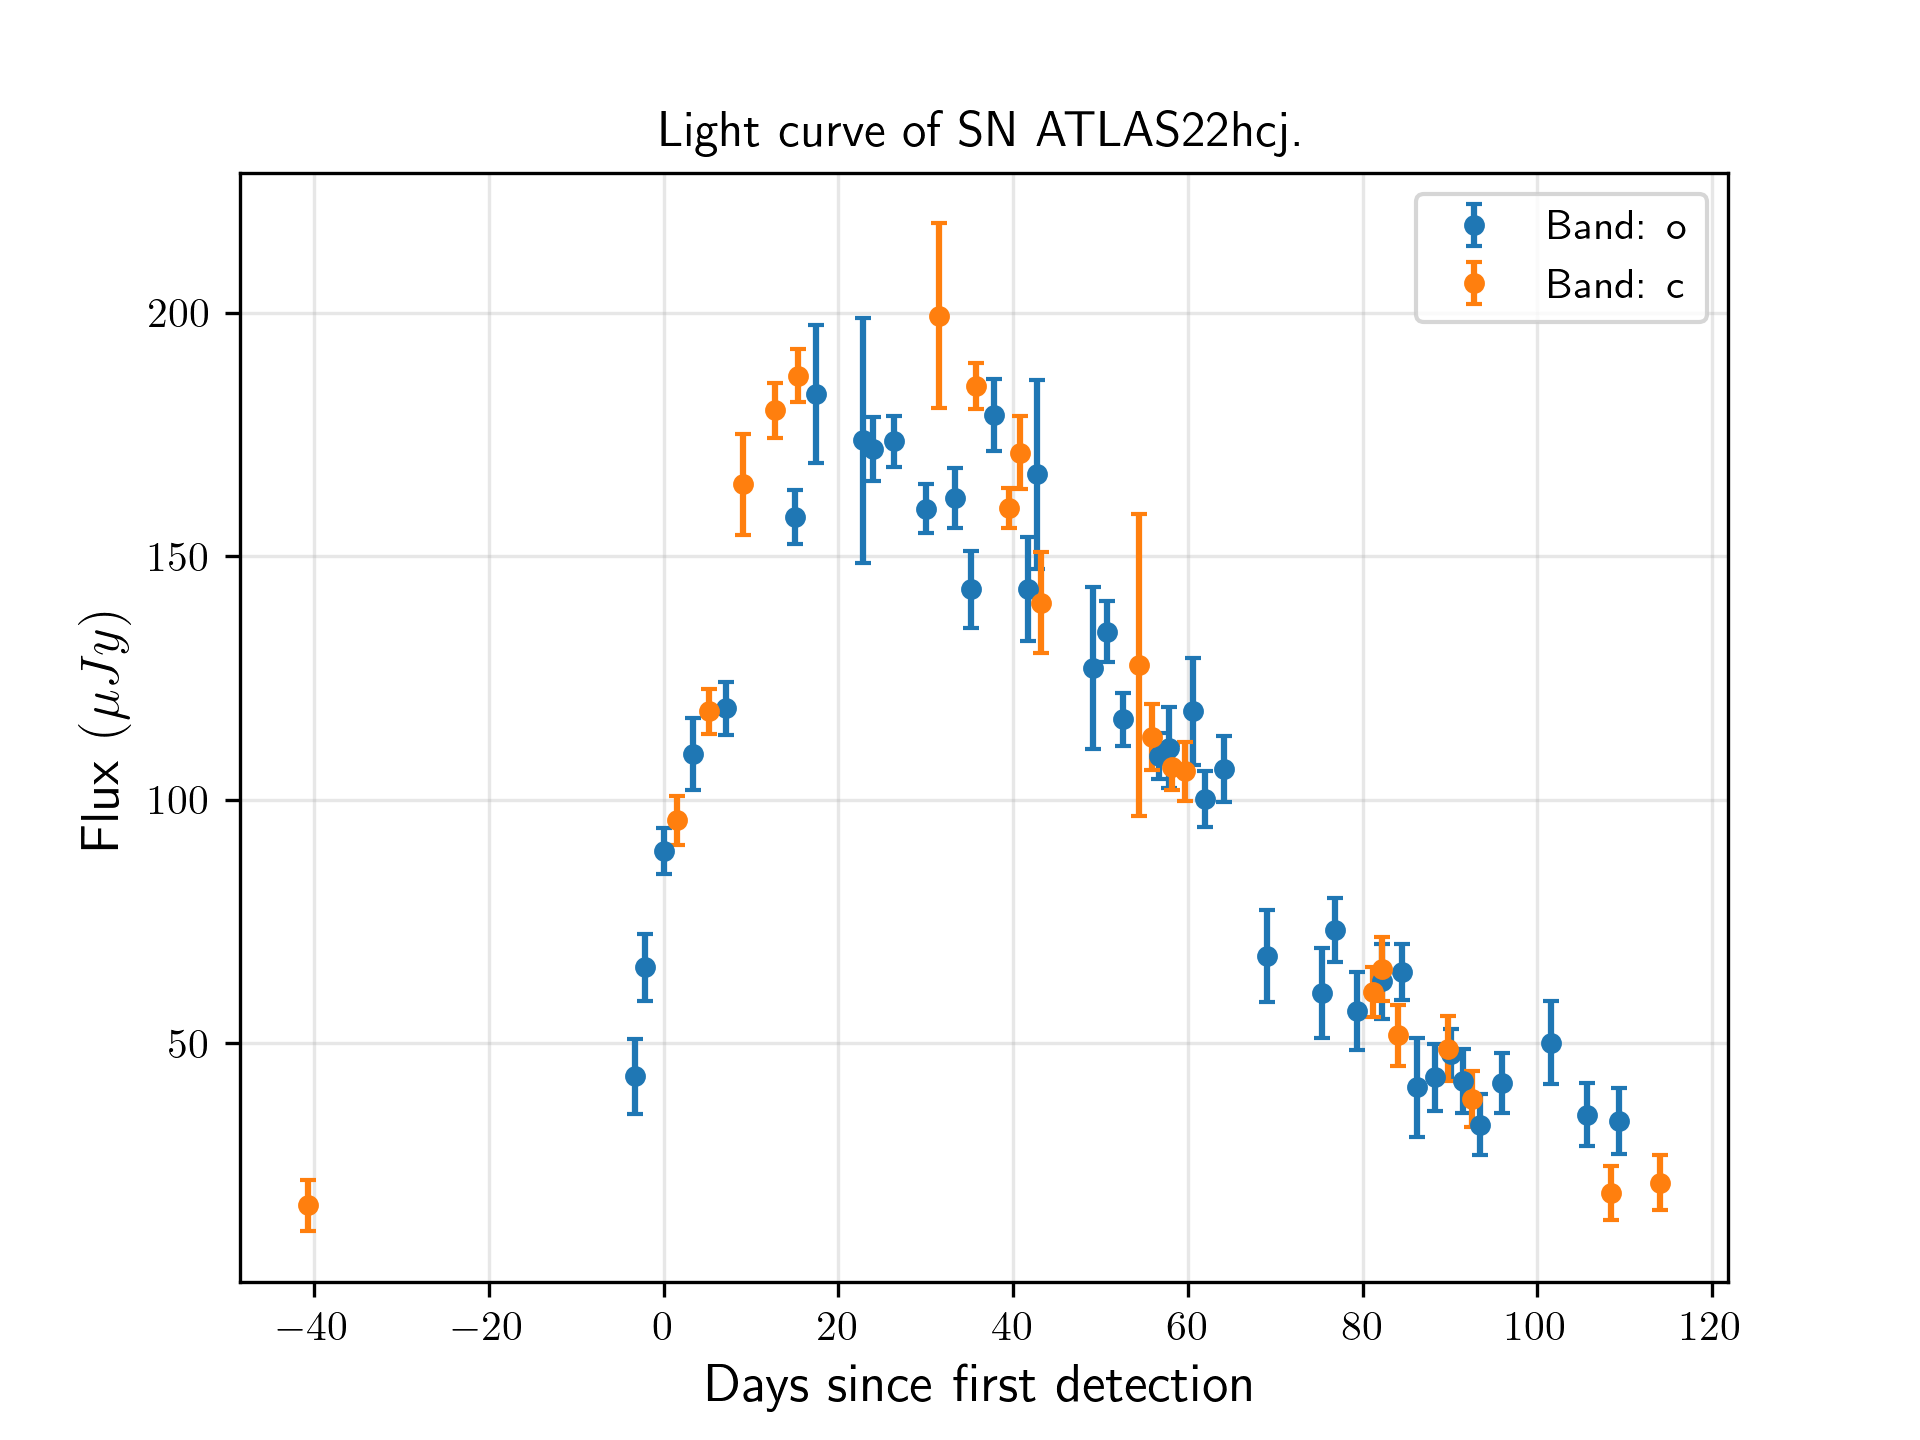 Light curve of SN ATLAS22hcj.
Band: o
Band: c
200
150
100
50
Flux (μJy)
−40 −20 0 20 40 60 80 100 120
Days since first detection